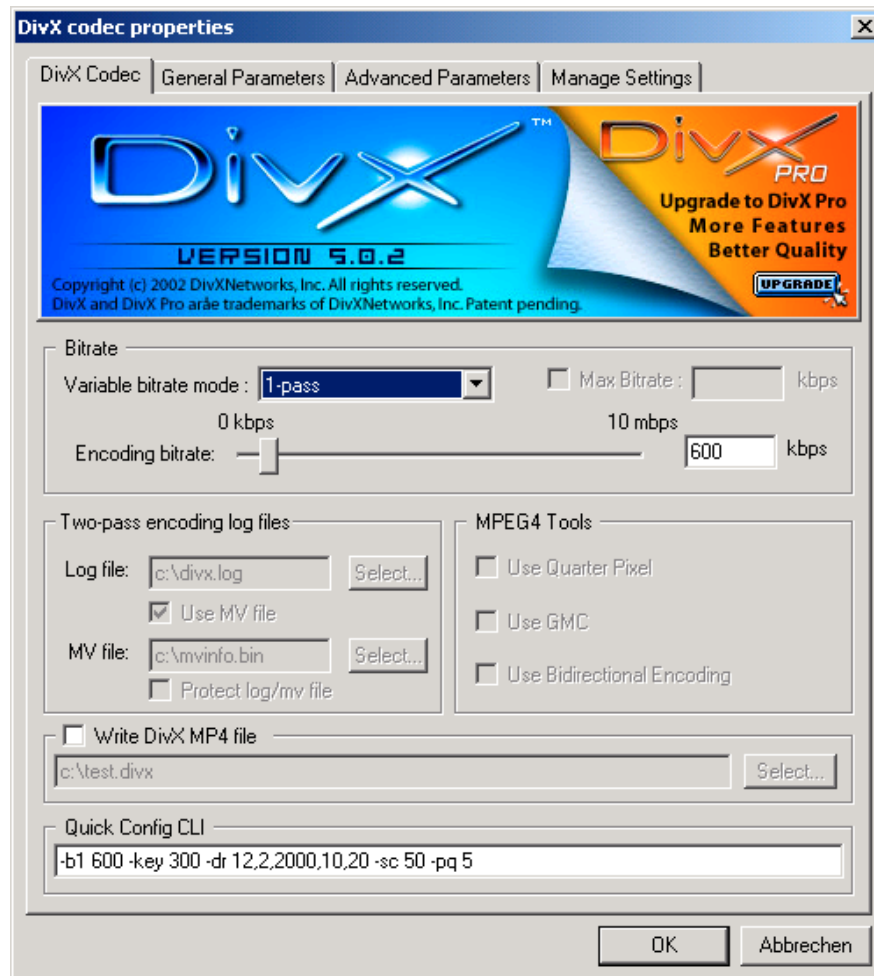 DivX codec properties
DivX Codec
General Parameters
Advanced Parameters
Manage Settings
DivX ™
VERSION 5.0.2
Copyright (c) 2002 DivXNetworks, Inc. All rights reserved.
DivX and DivX Pro aråe trademarks of DivXNetworks, Inc. Patent pending.
DivX
PRO
Upgrade to DivX Pro
More Features
Better Quality
UPGRADE
Bitrate
Variable bitrate mode : 1-pass
Max Bitrate : kbps
0 kbps 10 mbps
Encoding bitrate: 600 kbps
Two-pass encoding log files
Log file: c:\divx.log Select...
Use MV file
MV file: c:\mvinfo.bin Select...
Protect log/mv file
MPEG4 Tools
Use Quarter Pixel
Use GMC
Use Bidirectional Encoding
Write DivX MP4 file
c:\test.divx Select...
Quick Config CLI
-b1 600 -key 300 -dr 12,2,2000,10,20 -sc 50 -pq 5
OK Abbrechen